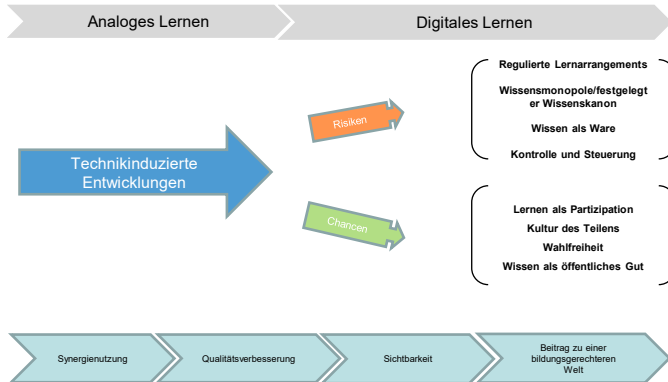 Analoges Lernen
Digitales Lernen
Technikinduzierte
Entwicklungen
Risiken
Regulierte Lernarrangements
Wissensmonopole/festgelegt
er Wissenskanon
Wissen als Ware
Kontrolle und Steuerung
Chancen
Lernen als Partizipation
Kultur des Teilens
Wahlfreiheit
Wissen als öffentliches Gut
Synergienutzung
Qualitätsverbesserung
Sichtbarkeit
Beitrag zu einer
bildungsgerechteren
Welt